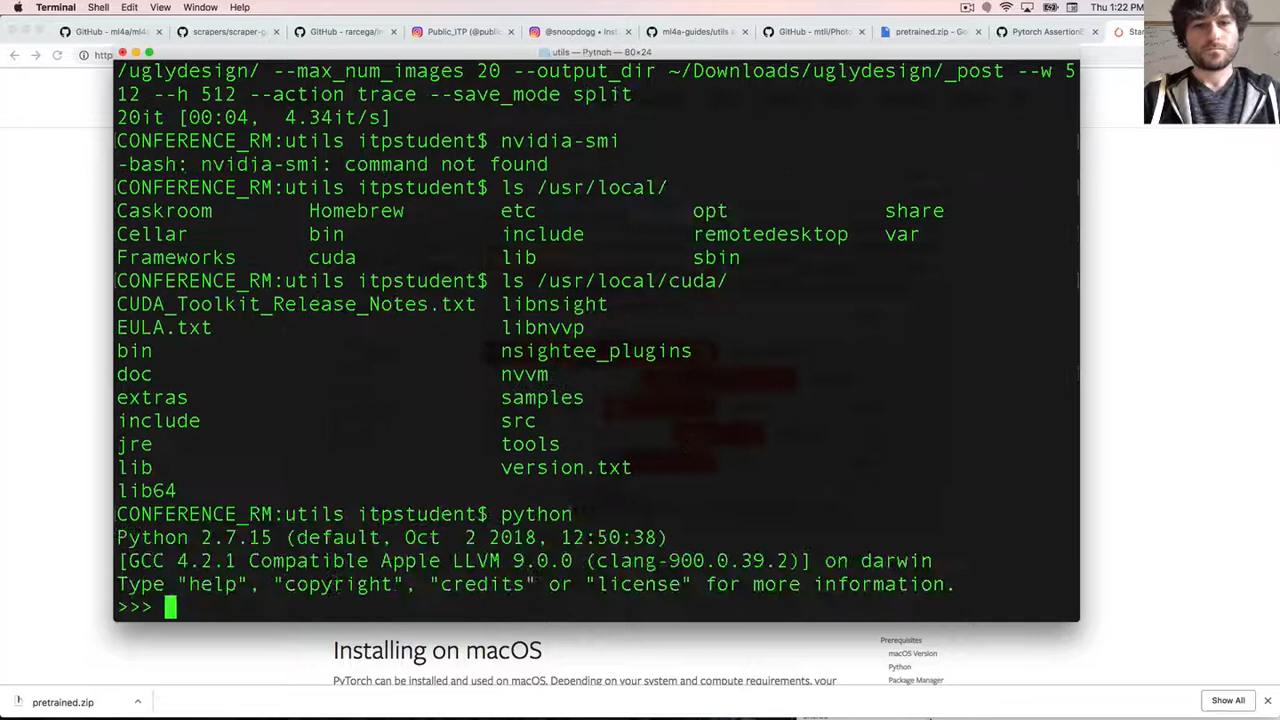 Terminal Shell Edit View Window Help
Thu 1:22 P
GitHub - ml4a/ml4a
scrapers/scraper-g
GitHub - rarcega/ins
Public_ITP (@public
@snoopdogg • Inst
ml4a-guides/utils a
GitHub - mtli/Photo
pretrained.zip - Go
Pytorch AssertionE
Star
http
utils — Python — 80×24
/uglydesign/ --max_num_images 20 --output_dir ~/Downloads/uglydesign/_post --w 5
12 --h 512 --action trace --save_mode split
20it [00:04, 4.34it/s]
CONFERENCE_RM:utils itpstudent$ nvidia-smi
-bash: nvidia-smi: command not found
CONFERENCE_RM:utils itpstudent$ ls /usr/local/
Caskroom Homebrew etc opt share
Cellar bin include remotedesktop var
Frameworks cuda lib sbin
CONFERENCE_RM:utils itpstudent$ ls /usr/local/cuda/
CUDA_Toolkit_Release_Notes.txt libnsight
EULA.txt libnvvp
bin nsightee_plugins
doc nvvm
extras samples
include src
jre tools
lib version.txt
lib64
CONFERENCE_RM:utils itpstudent$ python
Python 2.7.15 (default, Oct 2 2018, 12:50:38)
[GCC 4.2.1 Compatible Apple LLVM 9.0.0 (clang-900.0.39.2)] on darwin
Type "help", "copyright", "credits" or "license" for more information.
>>>
Installing on macOS
PyTorch can be installed and used on macOS. Depending on your system and compute requirements, your
Prerequisites
macOS Version
Python
Package Manager
pretrained.zip
Show All